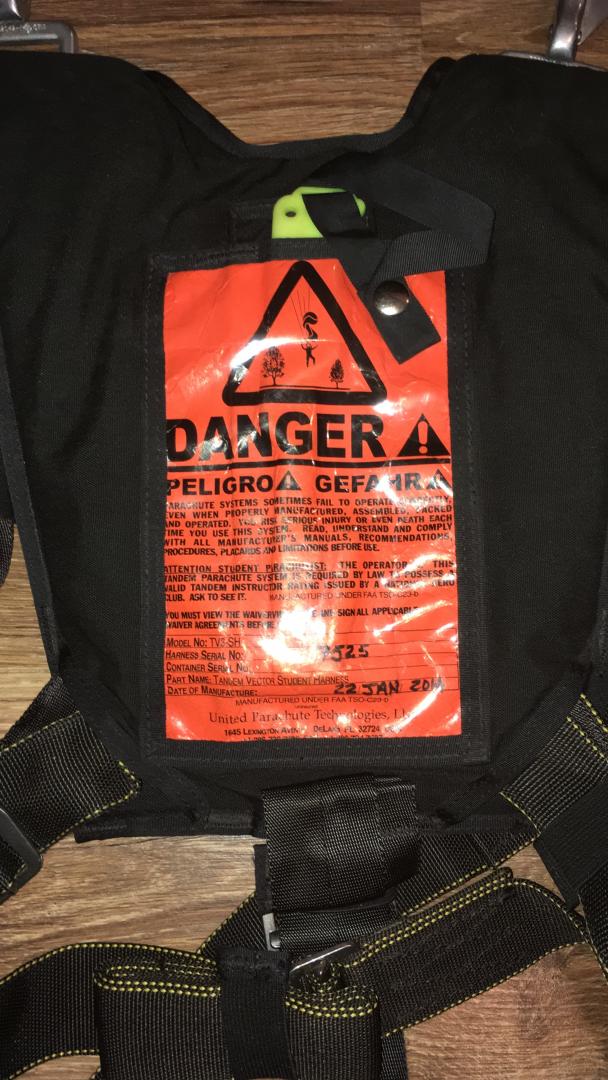 DANGER
PELIGRO GEFAHR
PARACHUTE SYSTEMS SOMETIMES FAIL TO OPERATE
EVEN WHEN PROPERLY MANUFACTURED, ASSEMBLED, PACKED
AND OPERATED. YOU RISK SERIOUS INJURY OR EVEN DEATH EACH
TIME YOU USE THIS SYSTEM. READ, UNDERSTAND AND COMPLY
WITH ALL MANUFACTURER'S MANUALS, RECOMMENDATIONS,
PROCEDURES, PLACARDS AND LIMITATIONS BEFORE USE.
ATTENTION STUDENT PARACHUTIST: THE OPERATOR OF THIS
TANDEM PARACHUTE SYSTEM IS REQUIRED BY LAW TO POSSESS A
VALID TANDEM INSTRUCTOR RATING ISSUED BY A AERO
CLUB. ASK TO SEE IT.
MANUFACTURED UNDER FAA TSO-C23-D
YOU MUST VIEW THE AND SIGN ALL
WAIVER AGREEMENTS BEFORE
MODEL NO: TV3-SH
HARNESS SERIAL NO: 2525
CONTAINER SERIAL NO:
PART NAME: TANDEM VECTOR STUDENT HARNESS
DATE OF MANUFACTURE: 22 JAN
MANUFACTURED UNDER FAA TSO-C23-D
United Parachute Technologies,
1645 LEXINGTON DELAND FL 32724